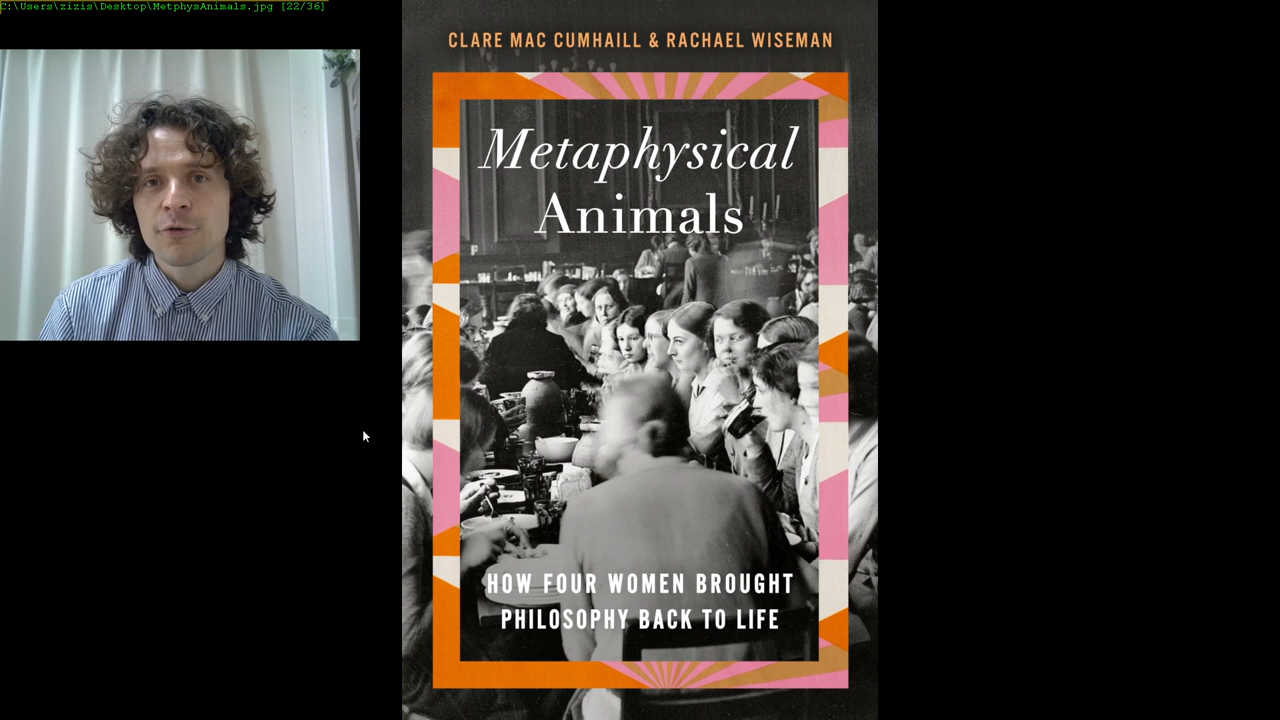 C:\Users\zizis\Desktop\MetphysAnimals.jpg [22/36]
CLARE MAC CUMHAILL & RACHAEL WISEMAN
Metaphysical
Animals
HOW FOUR WOMEN BROUGHT
PHILOSOPHY BACK TO LIFE